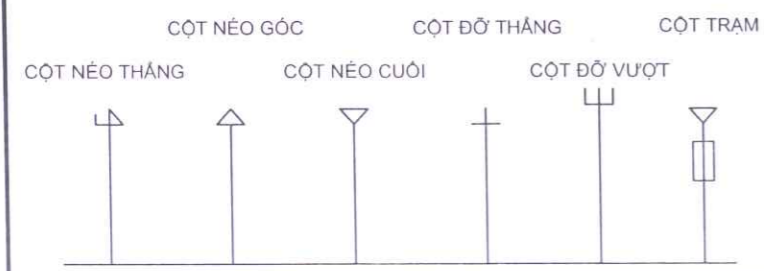 CỘT NÉO GÓC CỘT ĐỠ THẲNG CỘT TRẠM
CỘT NÉO THẲNG CỘT NÉO CUỐI CỘT ĐỠ VƯỢT